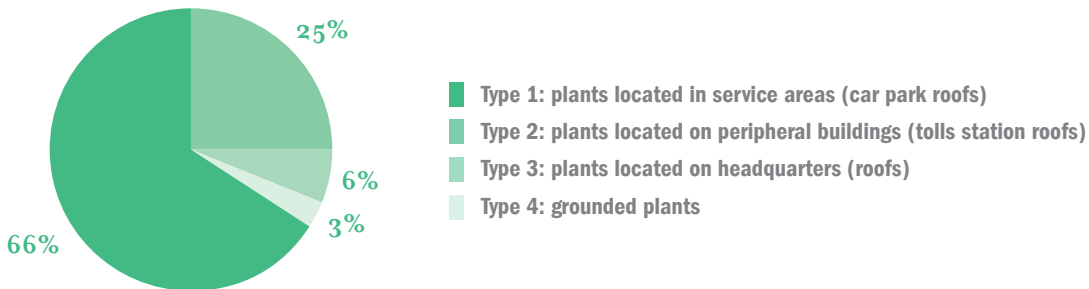 25%
Type 1: plants located in service areas (car park roofs)
Type 2: plants located on peripheral buildings (tolls station roofs)
Type 3: plants located on headquarters (roofs)
6%
Type 4: grounded plants
3%
66%